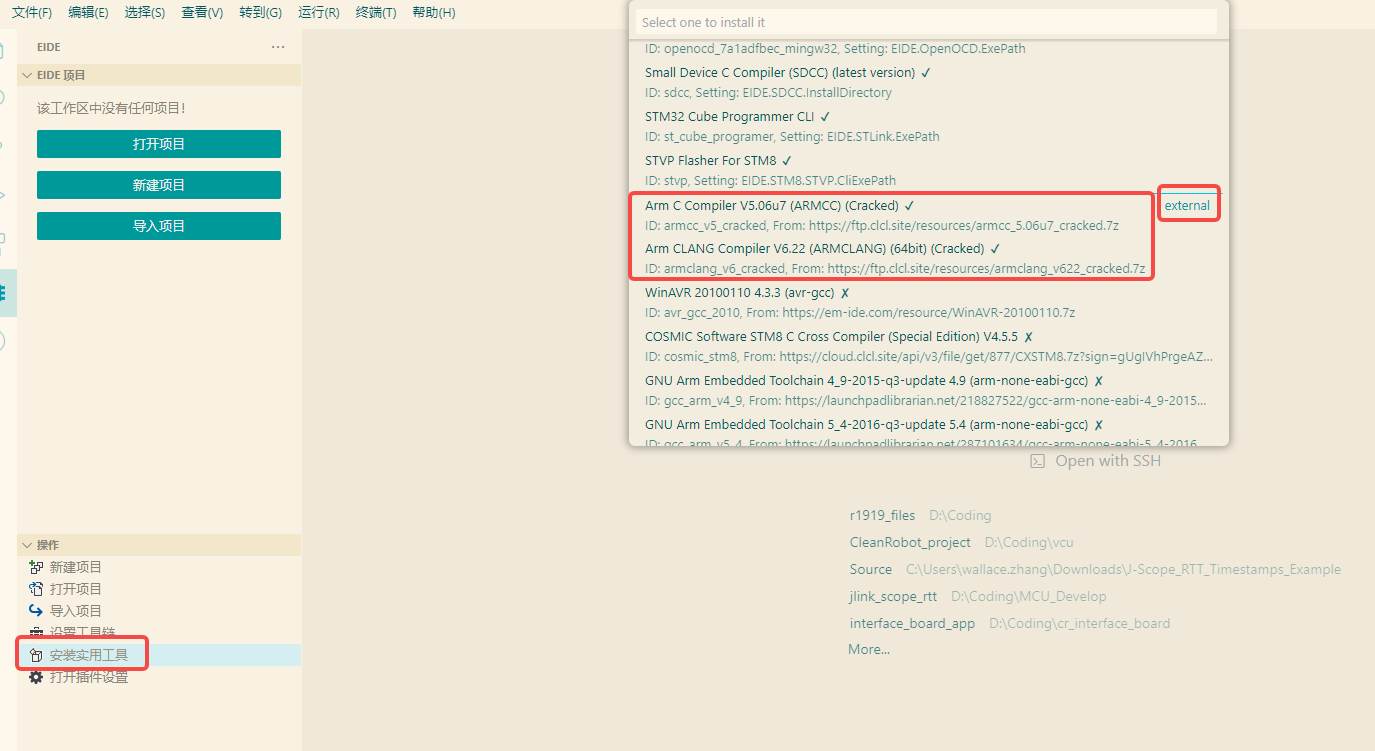 文件(F) 编辑(E) 选择(S) 查看(V) 转到(G) 运行(R) 终端(T) 帮助(H)
EIDE
EIDE 项目
该工作区中没有任何项目!
打开项目
新建项目
导入项目
操作
新建项目
打开项目
导入项目
设置工具链
安装实用工具
打开插件设置
Select one to install it
ID: openocd_7a1adfbec_mingw32, Setting: EIDE.OpenOCD.ExePath
Small Device C Compiler (SDCC) (latest version) ✓
ID: sdcc, Setting: EIDE.SDCC.InstallDirectory
STM32 Cube Programmer CLI ✓
ID: st_cube_programer, Setting: EIDE.STLink.ExePath
STVP Flasher For STM8 ✓
ID: stvp, Setting: EIDE.STM8.STVP.CliExePath
Arm C Compiler V5.06u7 (ARMCC) (Cracked) ✓
external
ID: armcc_v5_cracked, From: https://ftp.clcl.site/resources/armcc_5.06u7_cracked.7z
Arm CLANG Compiler V6.22 (ARMCLANG) (64bit) (Cracked) ✓
ID: armclang_v6_cracked, From: https://ftp.clcl.site/resources/armclang_v622_cracked.7z
WinAVR 20100110 4.3.3 (avr-gcc) ✗
ID: avr_gcc_2010, From: https://em-ide.com/resource/WinAVR-20100110.7z
COSMIC Software STM8 C Cross Compiler (Special Edition) V4.5.5 ✗
ID: cosmic_stm8, From: https://cloud.clcl.site/api/v3/file/get/877/CXSTM8.7z?sign=gUgIVhPrgeAZ...
GNU Arm Embedded Toolchain 4_9-2015-q3-update 4.9 (arm-none-eabi-gcc) ✗
ID: gcc_arm_v4_9, From: https://launchpadlibrarian.net/218827522/gcc-arm-none-eabi-4_9-2015...
GNU Arm Embedded Toolchain 5_4-2016-q3-update 5.4 (arm-none-eabi-gcc) ✗
ID: gcc_arm_v5_4, From: https://launchpadlibrarian.net/287101634/gcc-arm-none-eabi-5_4-2016
Open with SSH
r1919_files D:\Coding
CleanRobot_project D:\Coding\vcu
Source C:\Users\wallace.zhang\Downloads\J-Scope_RTT_Timestamps_Example
jlink_scope_rtt D:\Coding\MCU_Develop
interface_board_app D:\Coding\cr_interface_board
More...